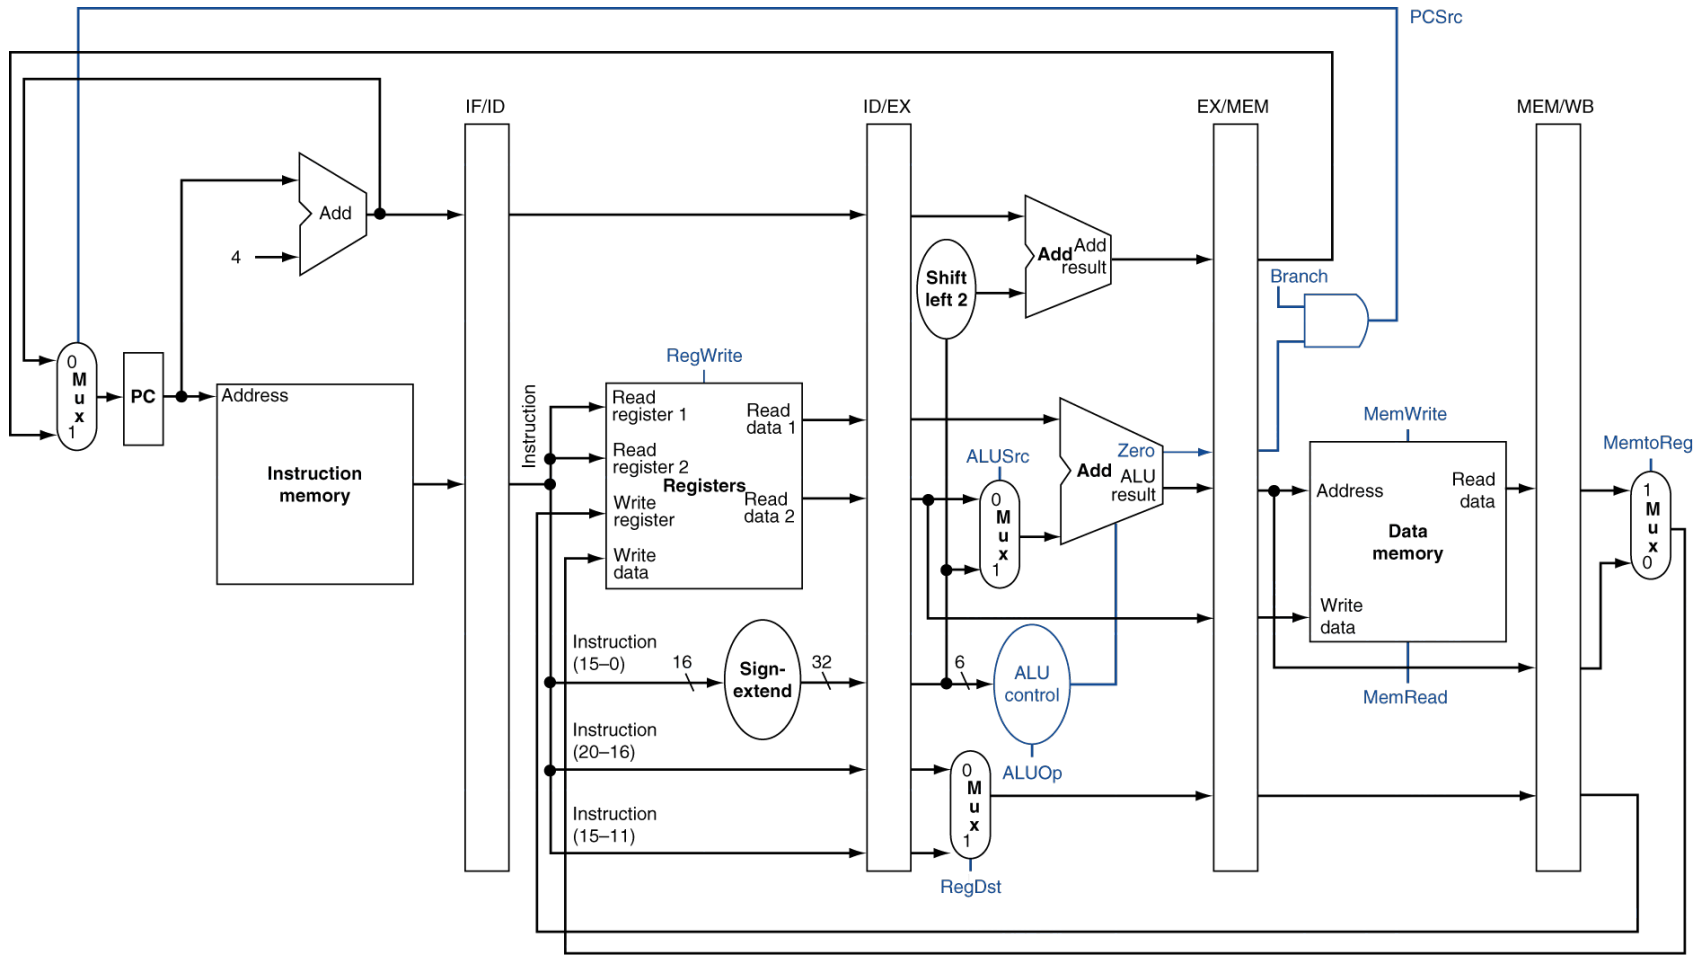 PCSrc
IF/ID
ID/EX
EX/MEM
MEM/WB
Add
4
Add
Add
result
Shift
left 2
Branch
0
M
u
x
1
PC
Address
Instruction
memory
Instruction
RegWrite
Read
register 1
Read
data 1
Read
register 2
Registers
Write
register
Read
data 2
Write
data
ALUSrc
0
M
u
x
1
Zero
Add
ALU
result
MemWrite
Address
Read
data
Data
memory
Write
data
MemRead
MemtoReg
1
M
u
x
0
Instruction
(15–0)
16
Sign-
extend
32
6
ALU
control
ALUOp
Instruction
(20–16)
Instruction
(15–11)
0
M
u
x
1
RegDst